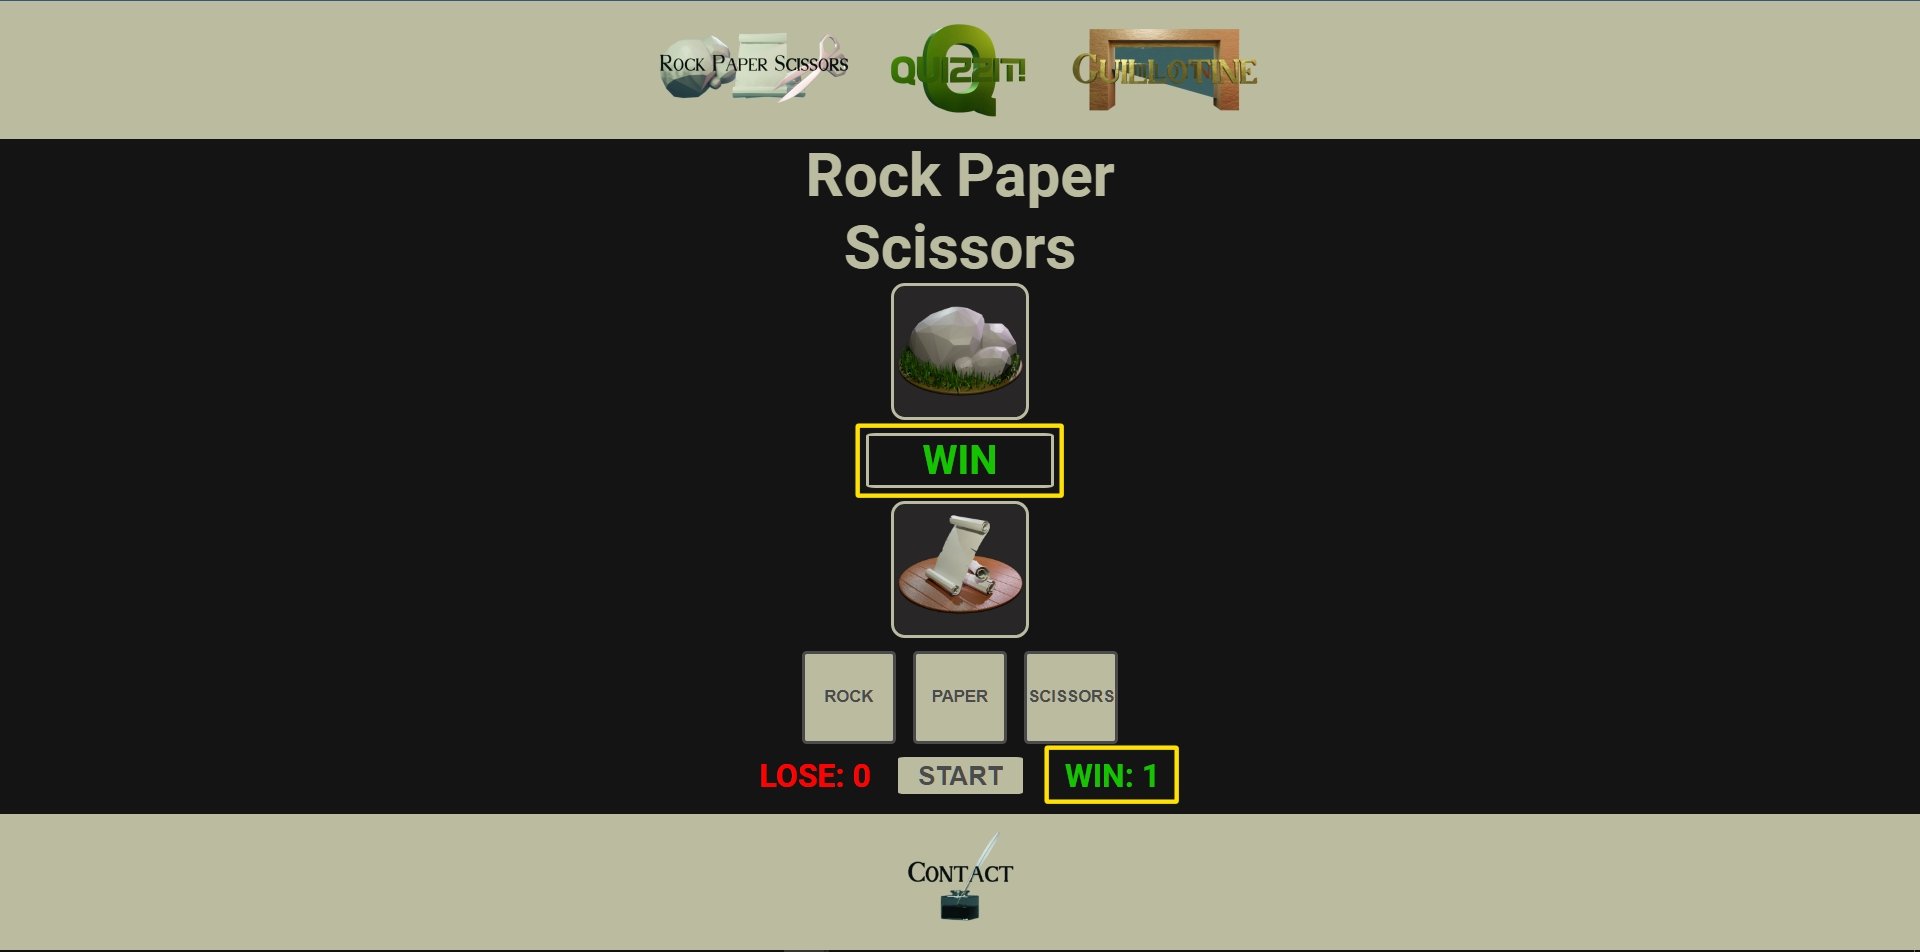 Rock Paper Scissors
QUIZZIT!
GUILLOTINE
Rock Paper
Scissors
WIN
ROCK
PAPER
SCISSORS
LOSE: 0
START
WIN: 1
Contact